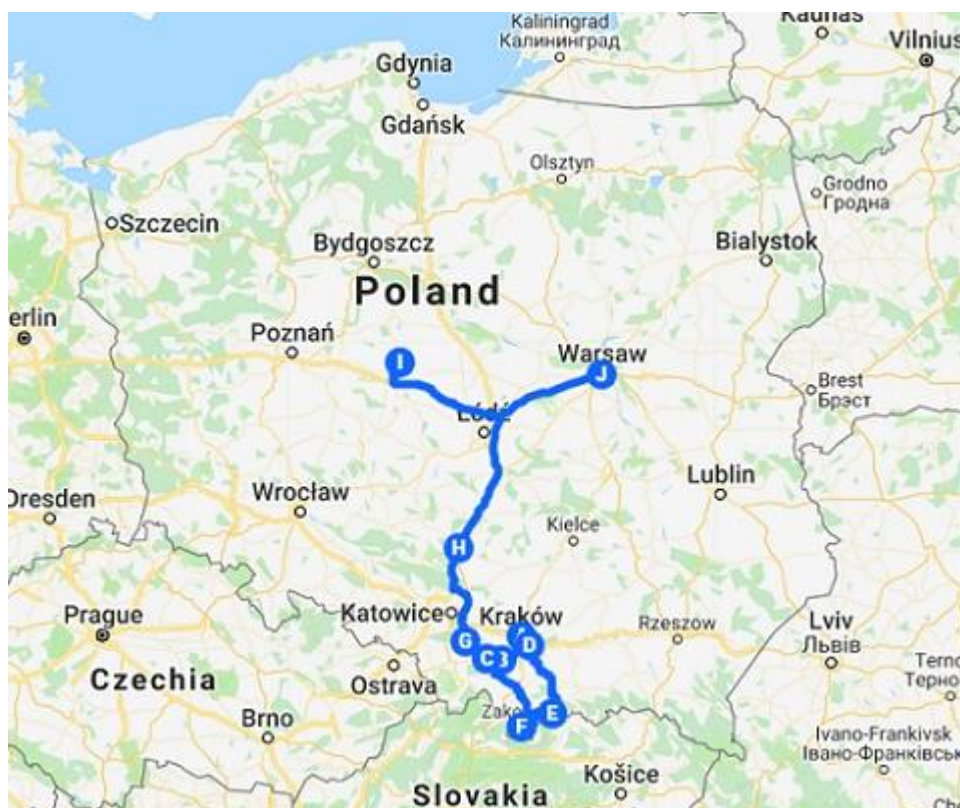 Kaliningrad
Калининград
Kaunas
Vilnius
Gdynia
Gdańsk
Olsztyn
Grodno
Гродна
Szczecin
Bydgoszcz
Bialystok
Poland
erlin
Poznań
I
Warsaw
J
Brest
Брэст
Łódź
Dresden
Wrocław
Lublin
H
Kielce
Prague
Katowice
Kraków
Rzeszow
Lviv
Львів
G
C
B
D
Czechia
Ostrava
Terno
Терно
Brno
Zako
F
E
Ivano-Frankivsk
Івано-Франківськ
Košice
Slovakia